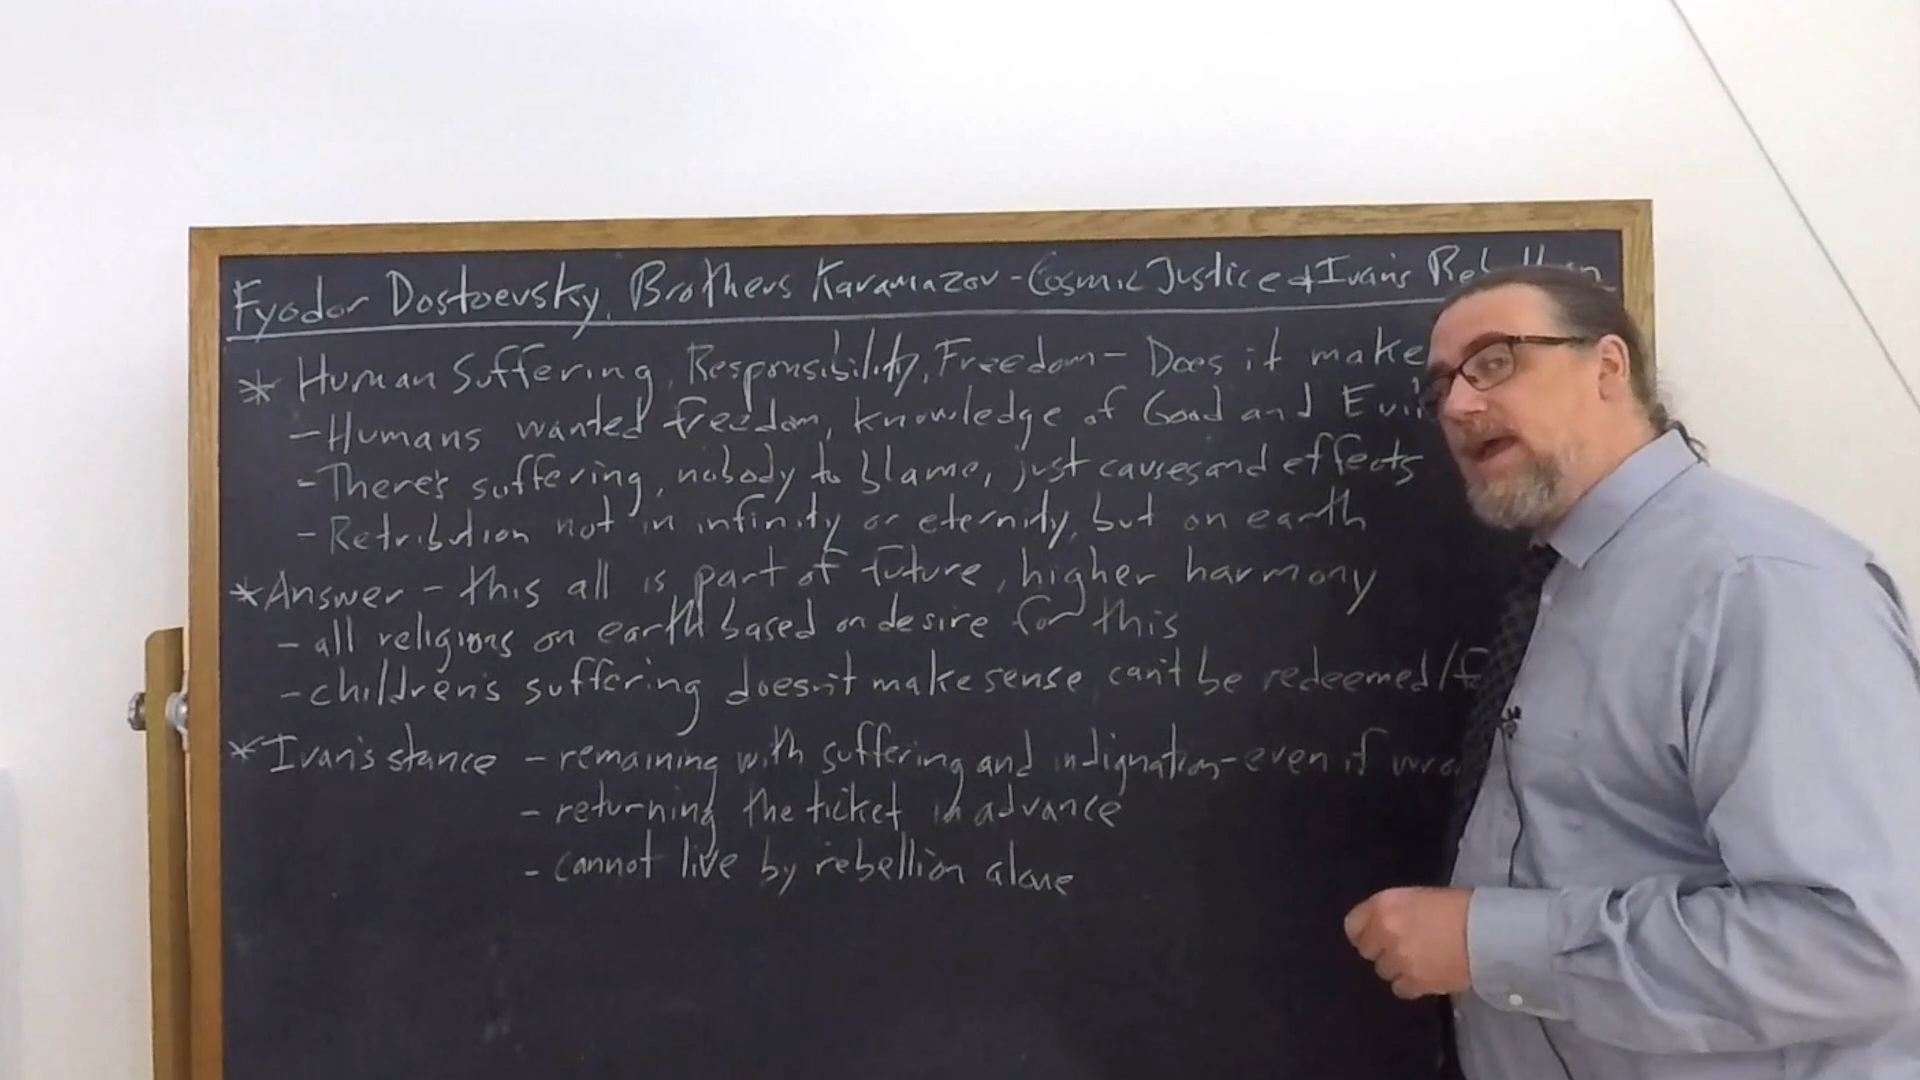 Fyodor Dostoevsky, Brothers Karamazov - Cosmic Justice & Ivan's Rebellion
* Human Suffering, Responsibility, Freedom - Does it make
- Humans wanted freedom, knowledge of Good and Evil
- There's suffering, nobody to blame, just causes and effects
- Retribution not in infinity or eternity, but on earth
* Answer - this all is part of future, higher harmony
- all religions on earth based on desire for this
- children's suffering doesn't make sense can't be redeemed/
* Ivan's stance - remaining with suffering and indignation - even if
- returning the ticket in advance
- cannot live by rebellion alone